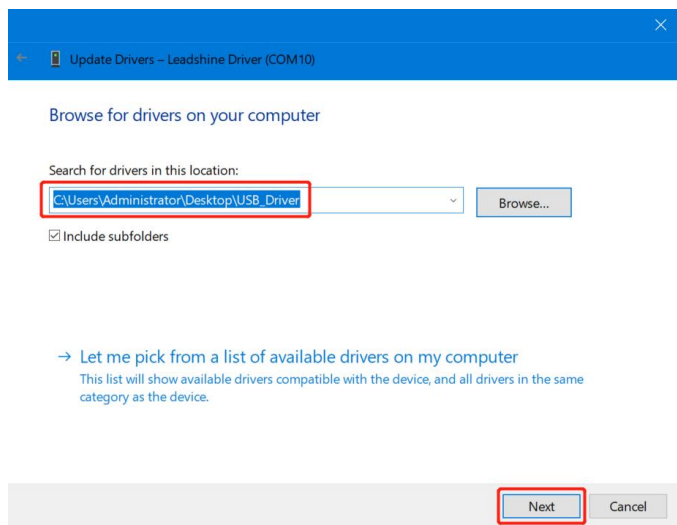 Update Drivers – Leadshine Driver (COM10)
Browse for drivers on your computer
Search for drivers in this location:
C:\Users\Administrator\Desktop\USB_Driver
Browse...
Include subfolders
Let me pick from a list of available drivers on my computer
This list will show available drivers compatible with the device, and all drivers in the same
category as the device.
Next
Cancel